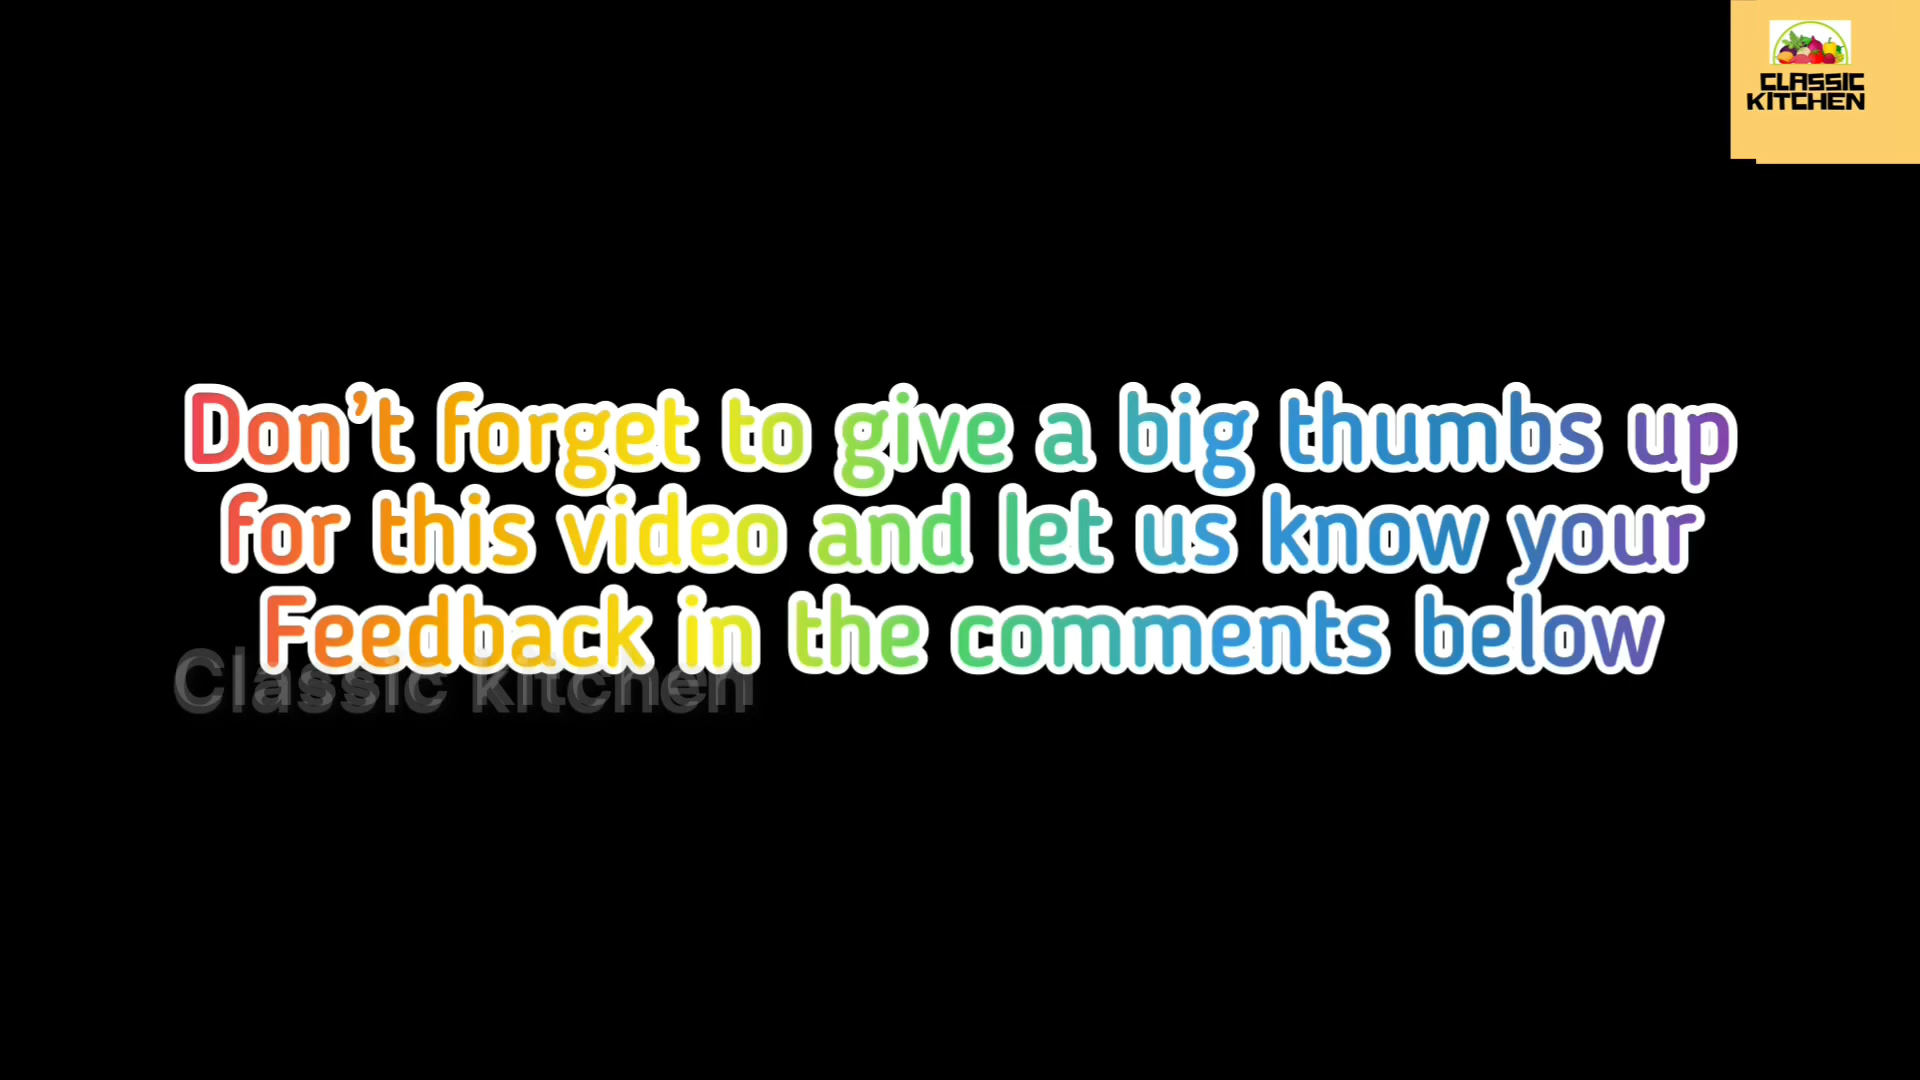 CLASSIC
KITCHEN
Don’t forget to give a big thumbs up
for this video and let us know your
Feedback in the comments below
Classic kitchen